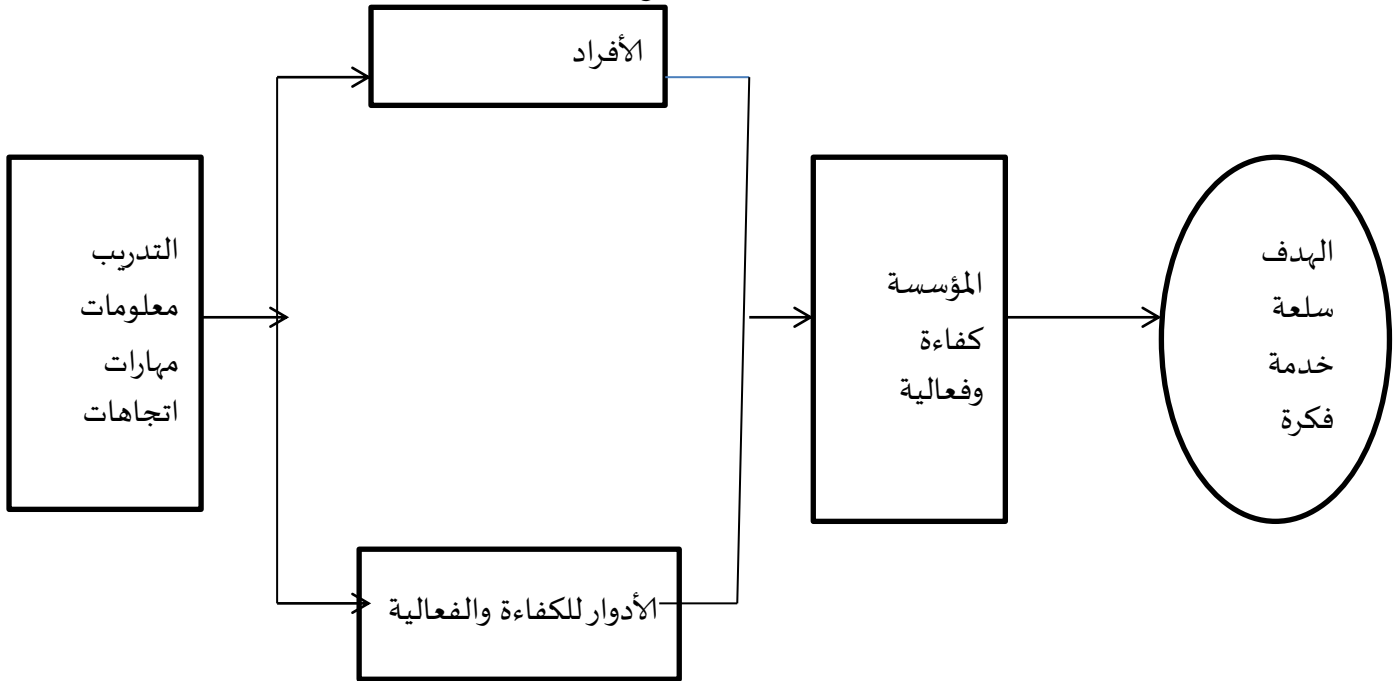 الأفراد
التدريب
معلومات
مهارات
اتجاهات
الأدوار للكفاءة والفعالية
المؤسسة
كفاءة
وفعالية
الهدف
سلعة
خدمة
فكرة